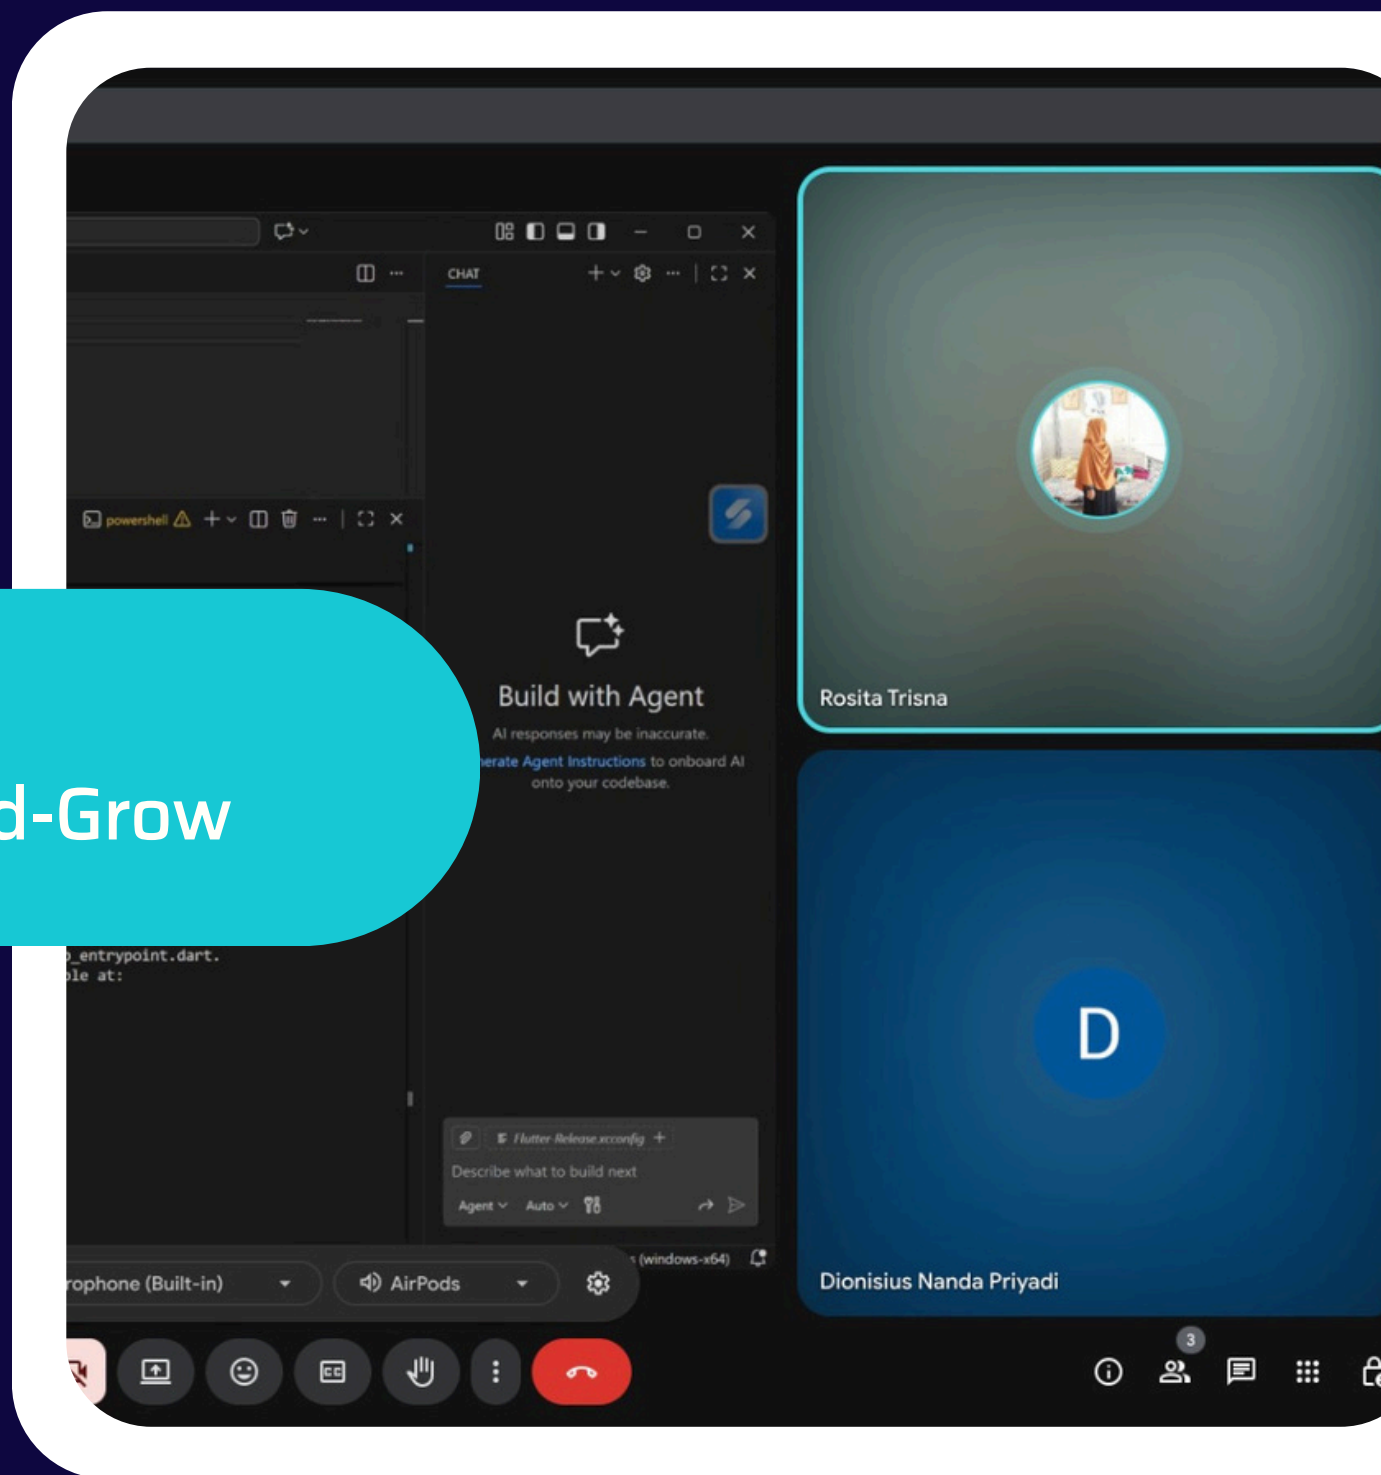 CHAT
powershell
Build with Agent
AI responses may be inaccurate.
erate Agent Instructions to onboard AI
onto your codebase.
d-Grow
_entrypoint.dart.
ble at:
Flutter-Release.xcconfig
Describe what to build next
Agent
Auto
(windows-x64)
rophone (Built-in)
AirPods
CC
Rosita Trisna
D
Dionisius Nanda Priyadi
3